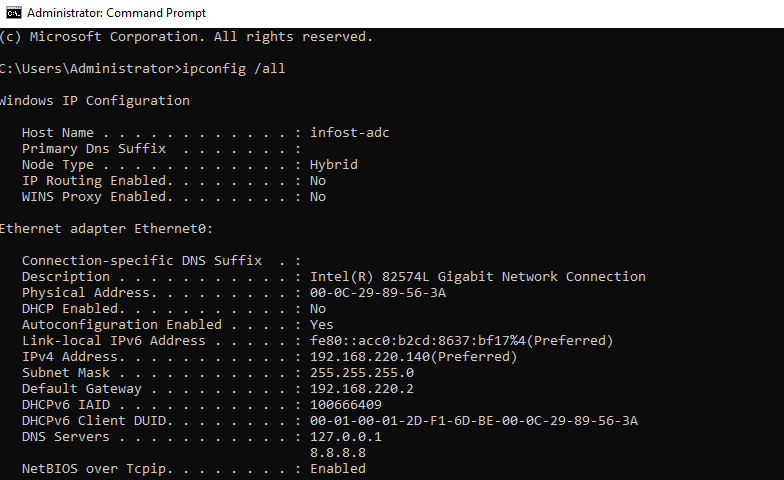 Administrator: Command Prompt
(c) Microsoft Corporation. All rights reserved.
C:\Users\Administrator>ipconfig /all
Windows IP Configuration
Host Name . . . . . . . . . . . . : infost-adc
Primary Dns Suffix  . . . . . . . :
Node Type . . . . . . . . . . . . : Hybrid
IP Routing Enabled. . . . . . . . : No
WINS Proxy Enabled. . . . . . . . : No
Ethernet adapter Ethernet0:
Connection-specific DNS Suffix  . :
Description . . . . . . . . . . . : Intel(R) 82574L Gigabit Network Connection
Physical Address. . . . . . . . . : 00-0C-29-89-56-3A
DHCP Enabled. . . . . . . . . . . : No
Autoconfiguration Enabled . . . . : Yes
Link-local IPv6 Address . . . . . : fe80::acc0:b2cd:8637:bf17%4(Preferred)
IPv4 Address. . . . . . . . . . . : 192.168.220.140(Preferred)
Subnet Mask . . . . . . . . . . . : 255.255.255.0
Default Gateway . . . . . . . . . : 192.168.220.2
DHCPv6 IAID . . . . . . . . . . . : 100666409
DHCPv6 Client DUID. . . . . . . . : 00-01-00-01-2D-F1-6D-BE-00-0C-29-89-56-3A
DNS Servers . . . . . . . . . . . : 127.0.0.1
8.8.8.8
NetBIOS over Tcpip. . . . . . . . : Enabled